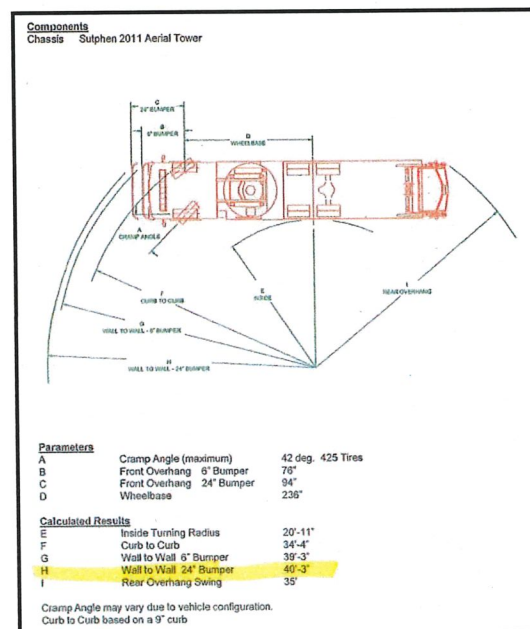 Components
Chassis Sutphen 2011 Aerial Tower
C
24" BUMPER
B
6" BUMPER
D
WHEELBASE
A
CRAMP ANGLE
F
CURB TO CURB
E
INSIDE
I
REAR OVERHANG
G
WALL TO WALL - 6" BUMPER
H
WALL TO WALL - 24" BUMPER
Parameters
A Cramp Angle (maximum) 42 deg. 425 Tires
B Front Overhang 6" Bumper 76"
C Front Overhang 24" Bumper 94"
D Wheelbase 236"
Calculated Results
E Inside Turning Radius 20'-11"
F Curb to Curb 34'-4"
G Wall to Wall 6" Bumper 39'-3"
H Wall to Wall 24" Bumper 40'-3"
I Rear Overhang Swing 35'
Cramp Angle may vary due to vehicle configuration.
Curb to Curb based on a 9" curb